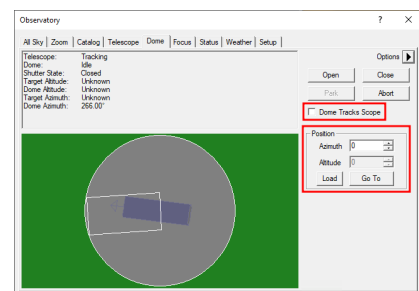 Observatory ? ×
All Sky Zoom Catalog Telescope Dome Focus Status Weather Setup
Telescope: Tracking
Dome: Idle
Shutter State: Closed
Target Altitude: Unknown
Dome Altitude: Unknown
Target Azimuth: Unknown
Dome Azimuth: 266.00°
Options
Open Close
Park Abort
Dome Tracks Scope
Position
Azimuth 0
Altitude 0
Load Go To